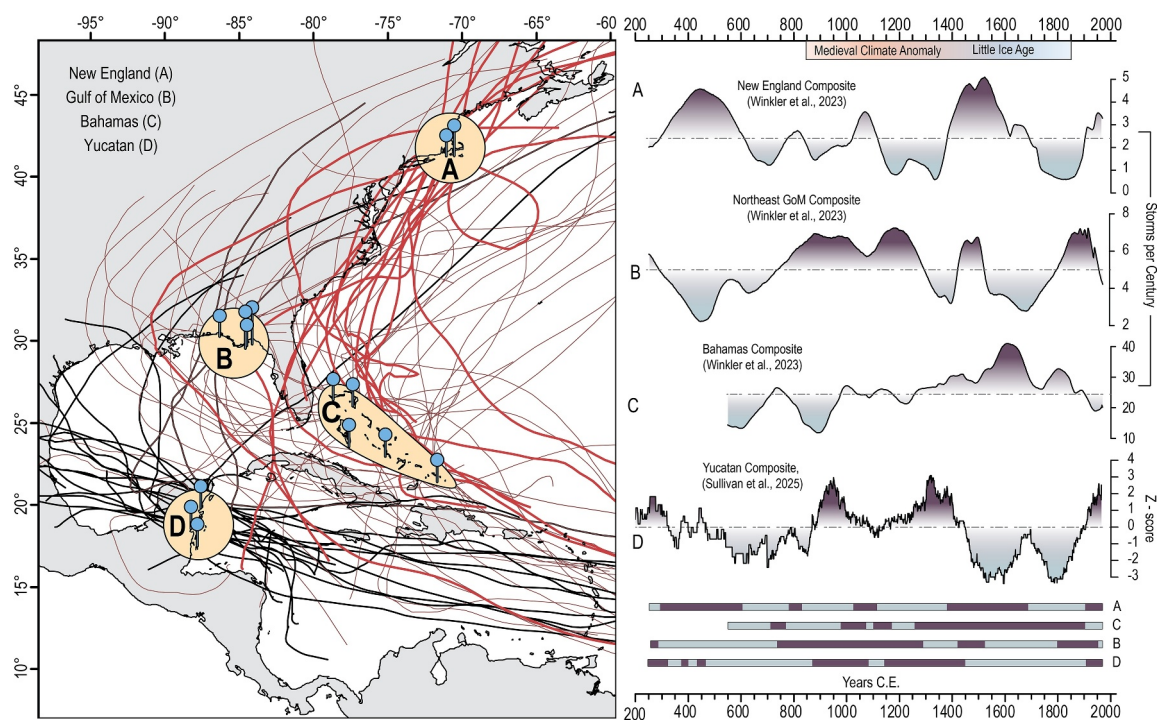 -95° -90° -85° -80° -75° -70° -65° -60
45°
40°
35°
30°
25°
20°
15°
10°
New England (A)
Gulf of Mexico (B)
Bahamas (C)
Yucatan (D)
A
B
C
D
200 400 600 800 1000 1200 1400 1600 1800 2000
Medieval Climate Anomaly Little Ice Age
A
New England Composite
(Winkler et al., 2023)
5
4
3
2
1
0
Northeast GoM Composite
(Winkler et al., 2023)
B
8
6
4
2
Storms per Century
Bahamas Composite
(Winkler et al., 2023)
C
40
30
20
10
Yucatan Composite,
(Sullivan et al., 2025)
D
4
3
2
1
0
-1
-2
-3
Z - score
A
C
B
D
Years C.E.
200 400 600 800 1000 1200 1400 1600 1800 2000